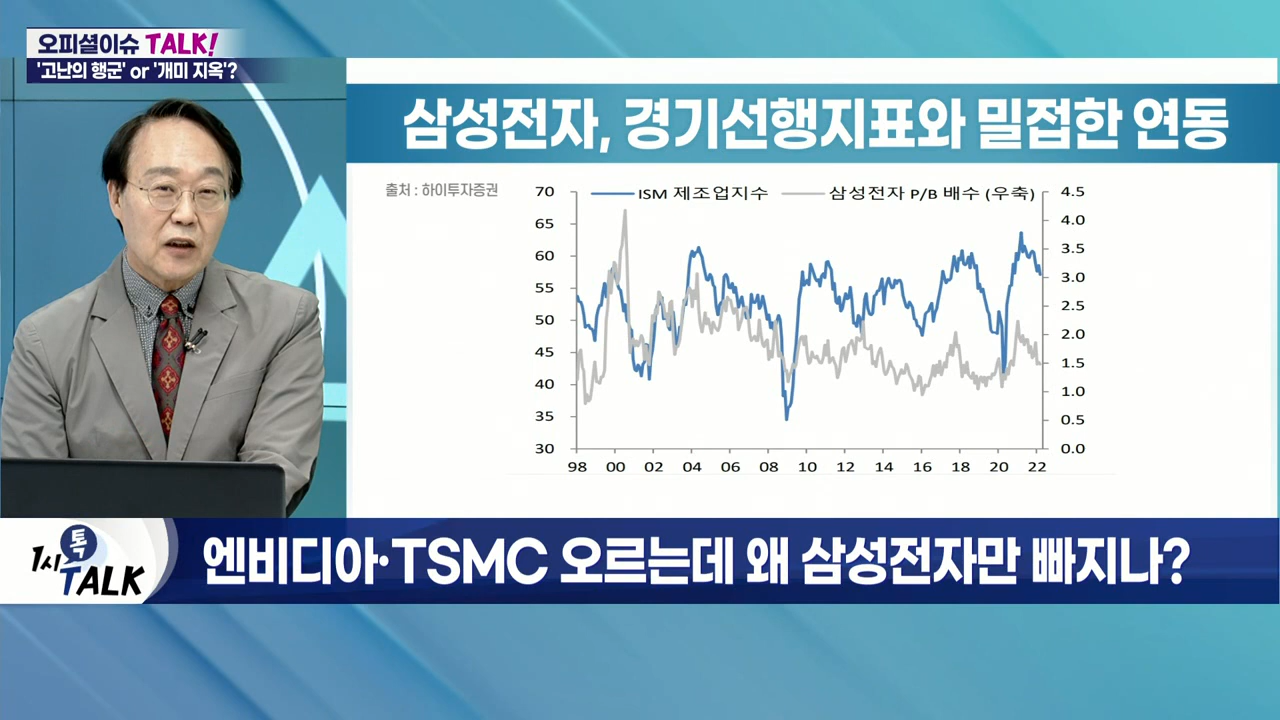 오피셜이슈 TALK!
'고난의 행군' or '개미 지옥'?
삼성전자, 경기선행지표와 밀접한 연동
출처 : 하이투자증권
ISM 제조업지수
삼성전자 P/B 배수 (우축)
70
65
60
55
50
45
40
35
30
4.5
4.0
3.5
3.0
2.5
2.0
1.5
1.0
0.5
0.0
98 00 02 04 06 08 10 12 14 16 18 20 22
1시 톡 TALK
엔비디아·TSMC 오르는데 왜 삼성전자만 빠지나?